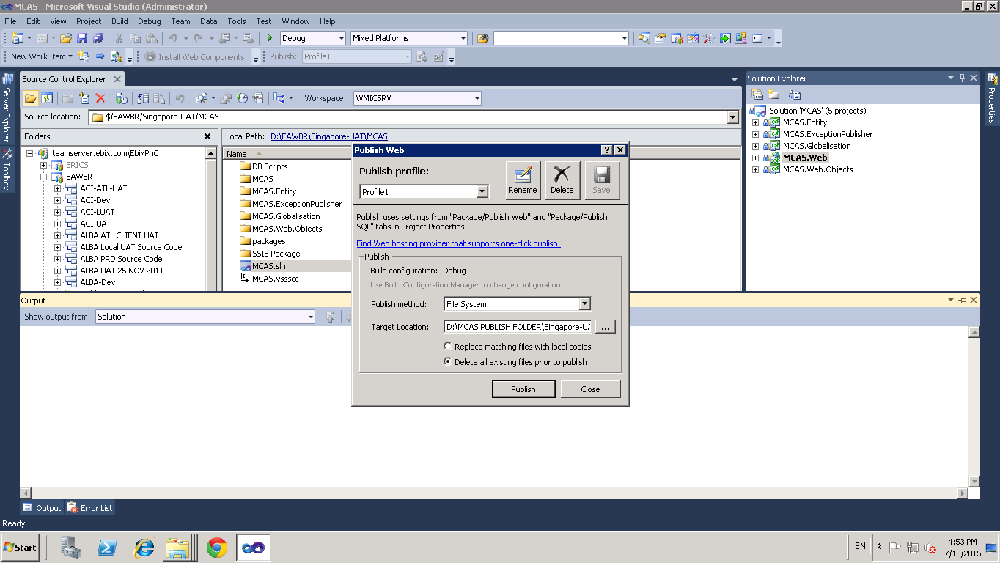 MCAS - Microsoft Visual Studio (Administrator)
File Edit View Project Build Debug Team Data Tools Test Window Help
Debug Mixed Platforms
New Work Item Install Web Components Publish: Profile1
Server Explorer
Toolbox
Source Control Explorer
Workspace: WMICSRV
Source location: $/EAWBR/Singapore-UAT/MCAS
Folders
teamserver.ebix.com\EbixPnC
BRICS
EAWBR
ACI-ATL-UAT
ACI-Dev
ACI-LUAT
ACI-UAT
ALBA ATL CLIENT UAT
ALBA Local UAT Source Code
ALBA PRD Source Code
ALBA UAT 25 NOV 2011
ALBA-Dev
Local Path: D:\EAWBR\Singapore-UAT\MCAS
Name
DB Scripts
MCAS
MCAS.Entity
MCAS.ExceptionPublisher
MCAS.Globalisation
MCAS.Web.Objects
packages
SSIS Package
MCAS.sln
MCAS.vssscc
Publish Web
Publish profile:
Profile1
Rename Delete Save
Publish uses settings from "Package/Publish Web" and "Package/Publish
SQL" tabs in Project Properties.
Find Web hosting provider that supports one-click publish.
Publish
Build configuration: Debug
Use Build Configuration Manager to change configuration
Publish method: File System
Target Location: D:\MCAS PUBLISH FOLDER\Singapore-UA ...
Replace matching files with local copies
Delete all existing files prior to publish
Publish Close
Solution Explorer
Solution 'MCAS' (5 projects)
MCAS.Entity
MCAS.ExceptionPublisher
MCAS.Globalisation
MCAS.Web
MCAS.Web.Objects
Properties
Output
Show output from: Solution
Output Error List
Ready
Start
EN
4:53 PM
7/10/2015